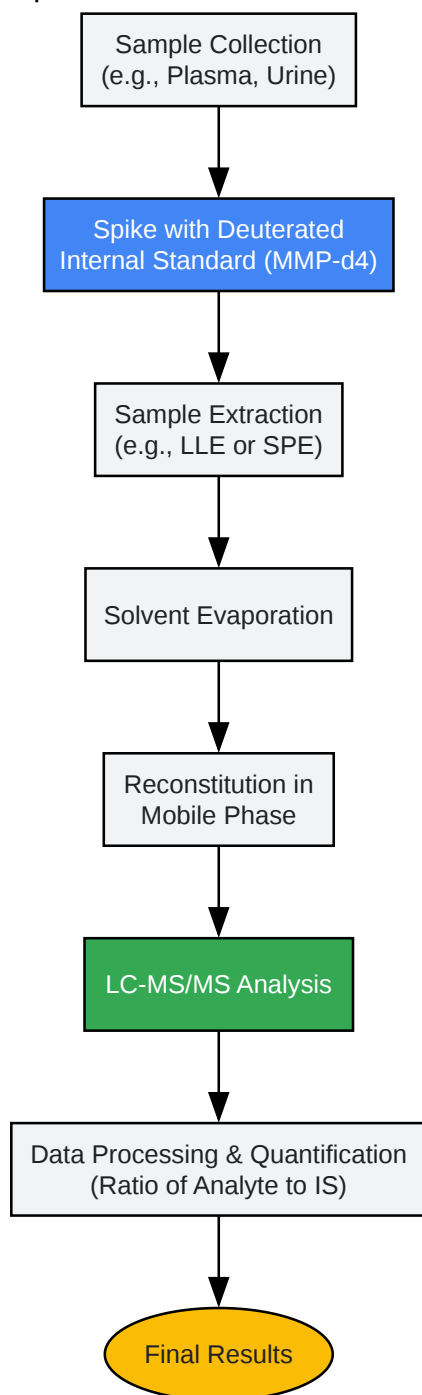 Sample Collection
(e.g., Plasma, Urine)
Spike with Deuterated
Internal Standard (MMP-d4)
Sample Extraction
(e.g., LLE or SPE)
Solvent Evaporation
Reconstitution in
Mobile Phase
LC-MS/MS Analysis
Data Processing & Quantification
(Ratio of Analyte to IS)
Final Results